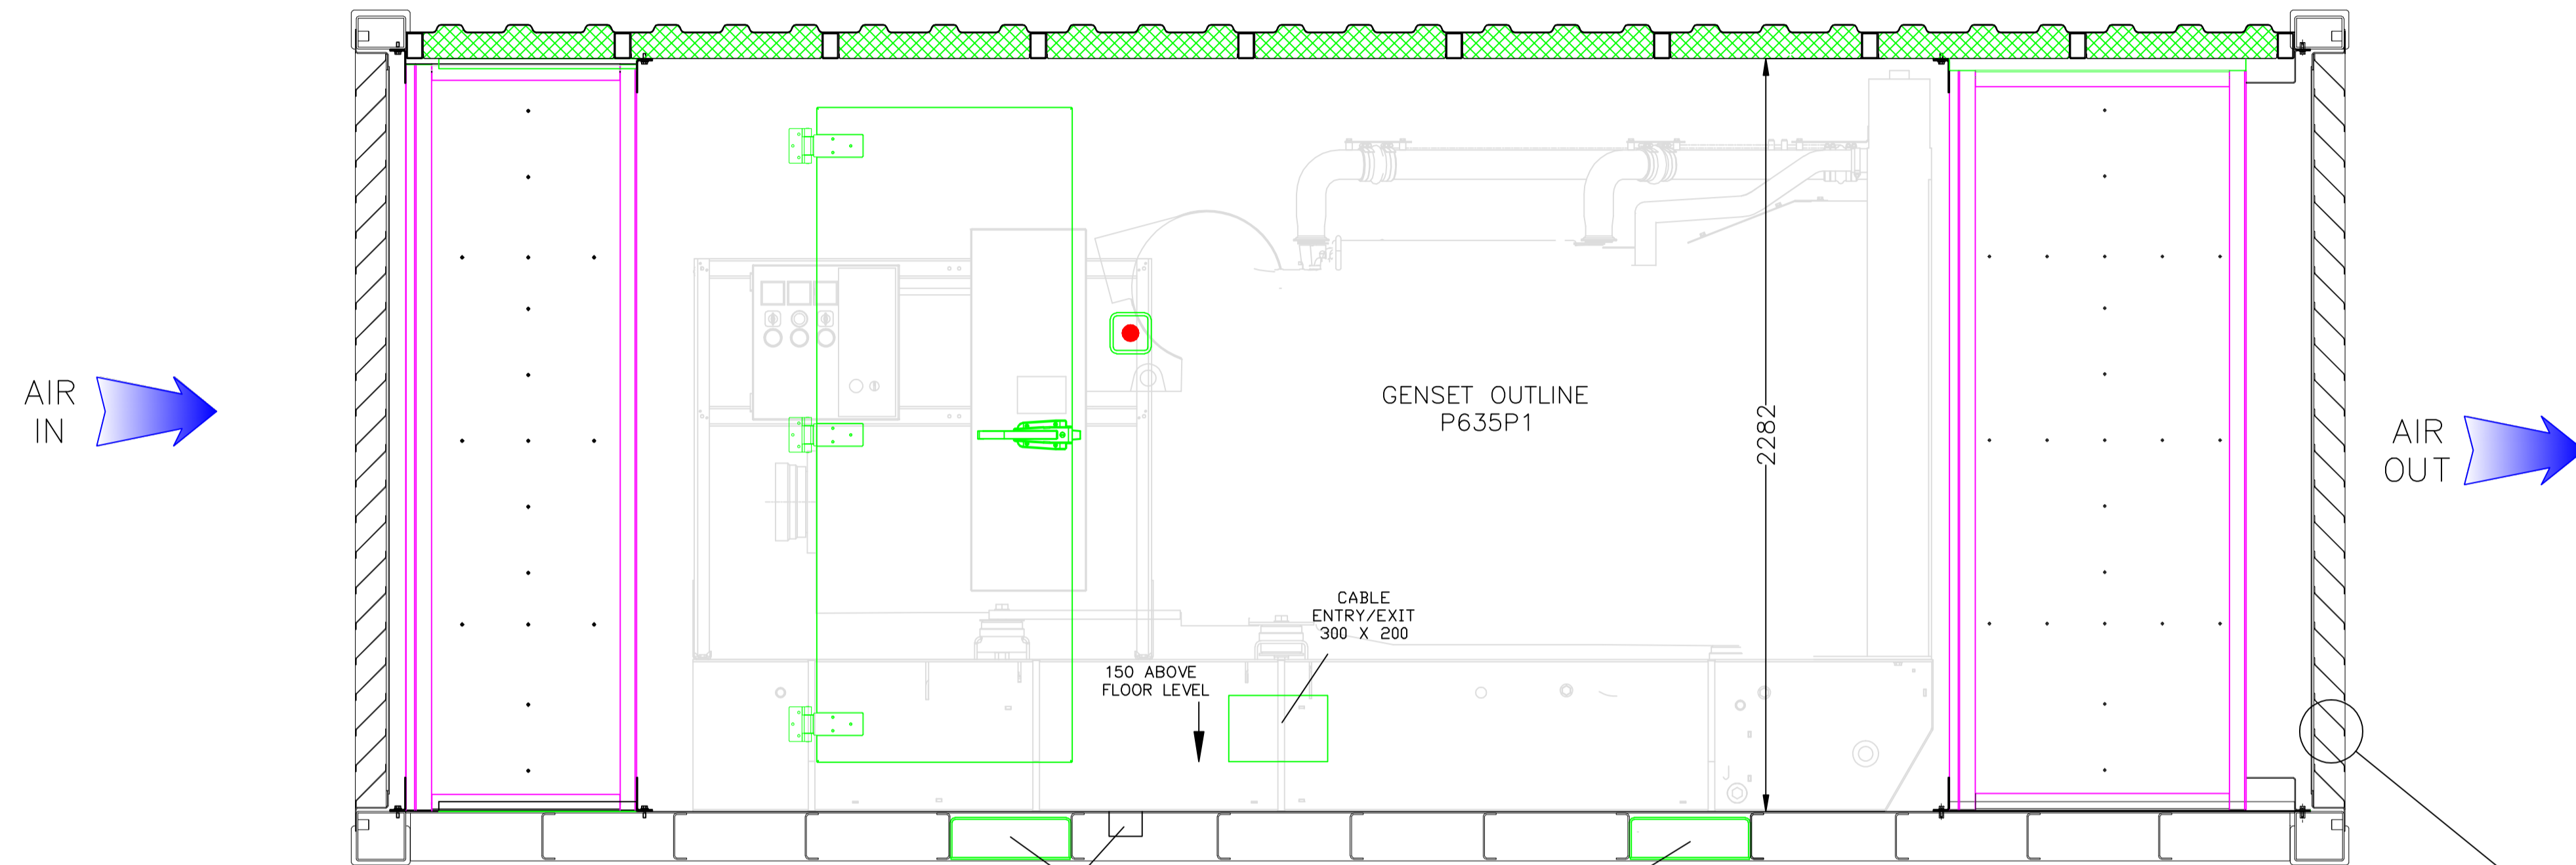 AIR
IN
GENSET OUTLINE
P635P1
2282
AIR
OUT
CABLE
ENTRY/EXIT
300 X 200
150 ABOVE
FLOOR LEVEL